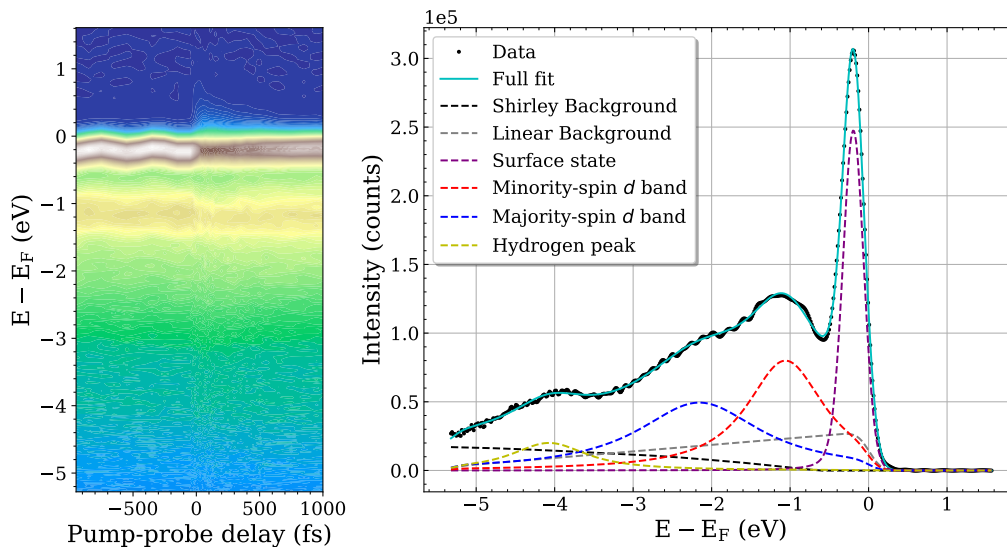 1
0
−1
−2
−3
−4
−5
E − E_F (eV)
−500
0
500
1000
Pump-probe delay (fs)
1e5
3.0
2.5
2.0
1.5
1.0
0.5
0.0
Intensity (counts)
Data
Full fit
Shirley Background
Linear Background
Surface state
Minority-spin d band
Majority-spin d band
Hydrogen peak
−5
−4
−3
−2
−1
0
1
E − E_F (eV)